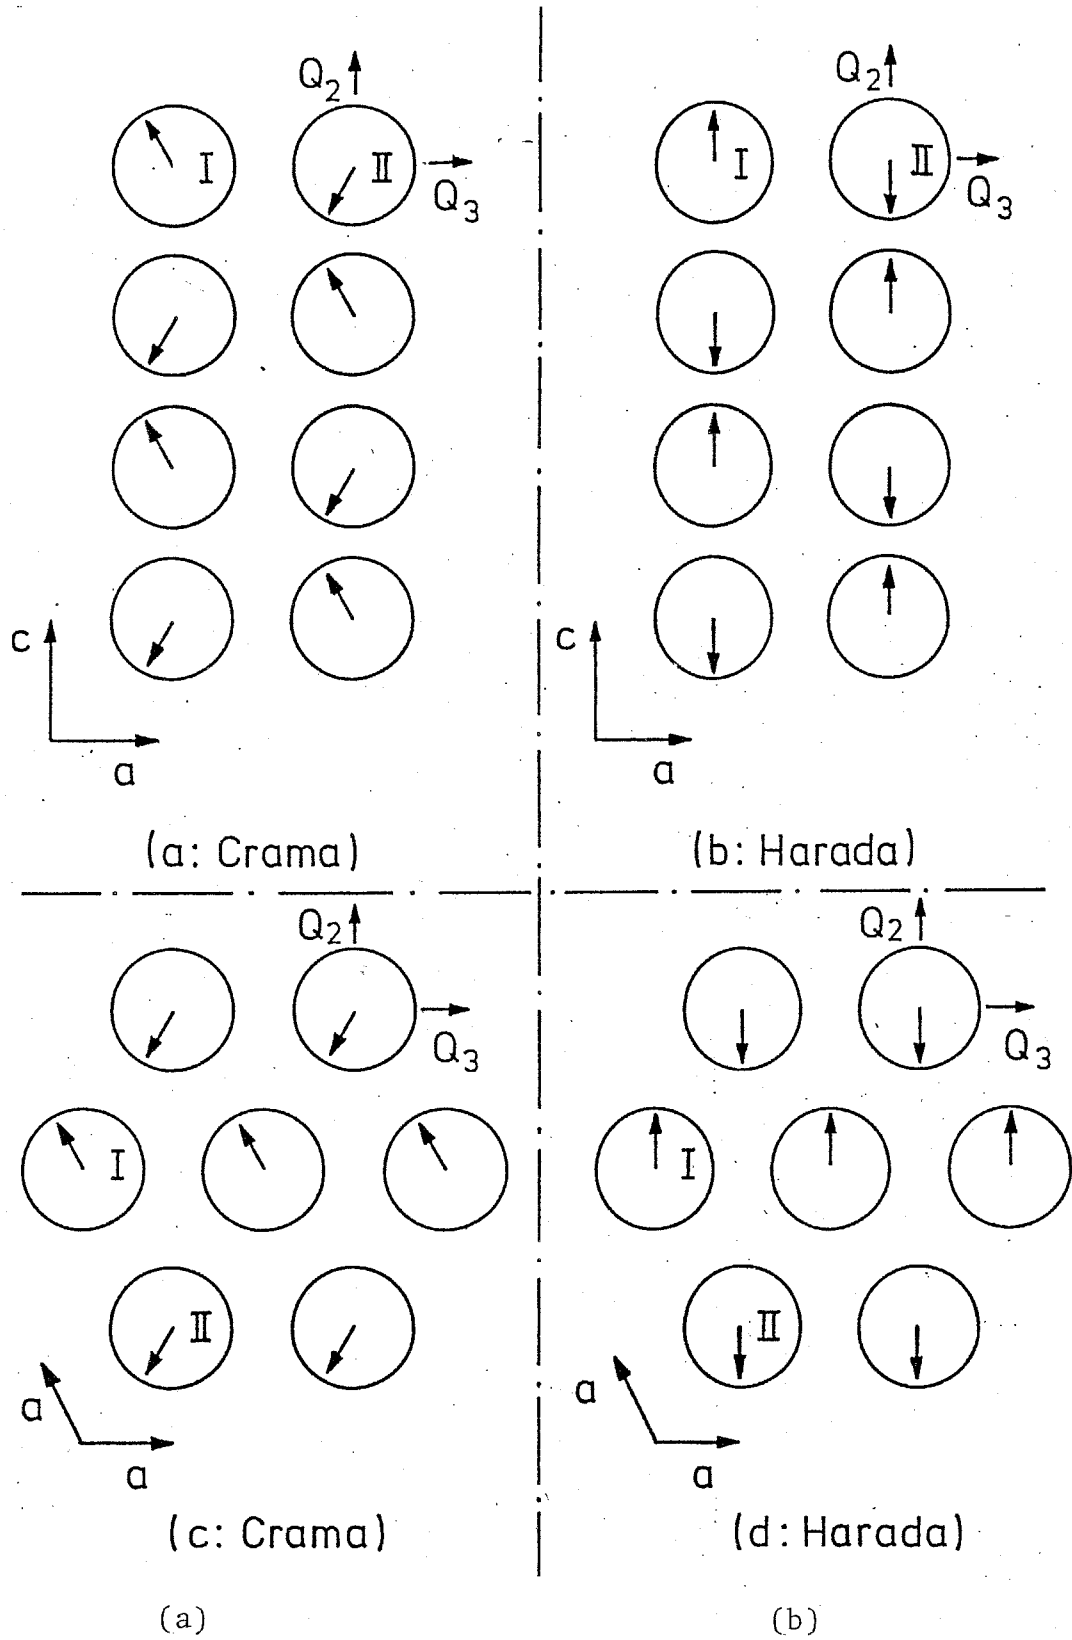 Q2
I
II
Q3
c
a
(a: Crama)
Q2
I
II
Q3
c
a
(b: Harada)
Q2
Q3
I
II
a
a
(c: Crama)
Q2
Q3
I
II
a
a
(d: Harada)
(a)
(b)